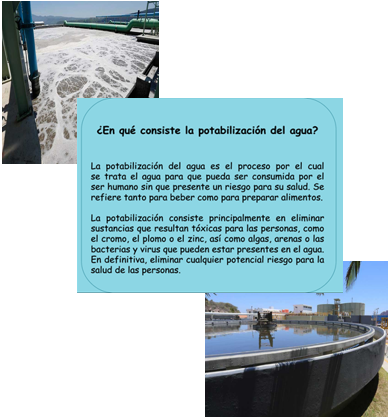 ¿En qué consiste la potabilización del agua?
La potabilización del agua es el proceso por el cual
se trata el agua para que pueda ser consumida por el
ser humano sin que presente un riesgo para su salud. Se
refiere tanto para beber como para preparar alimentos.
La potabilización consiste principalmente en eliminar
sustancias que resultan tóxicas para las personas, como
el cromo, el plomo o el zinc, así como algas, arenas o las
bacterias y virus que pueden estar presentes en el agua.
En definitiva, eliminar cualquier potencial riesgo para la
salud de las personas.